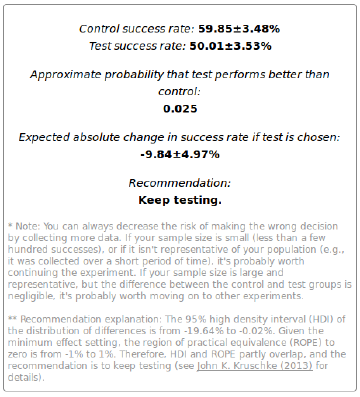 Control success rate: 59.85±3.48%
Test success rate: 50.01±3.53%
Approximate probability that test performs better than
control:
0.025
Expected absolute change in success rate if test is chosen:
-9.84±4.97%
Recommendation:
Keep testing.
* Note: You can always decrease the risk of making the wrong decision
by collecting more data. If your sample size is small (less than a few
hundred successes), or if it isn't representative of your population (e.g.,
it was collected over a short period of time), it's probably worth
continuing the experiment. If your sample size is large and
representative, but the difference between the control and test groups is
negligible, it's probably worth moving on to other experiments.
** Recommendation explanation: The 95% high density interval (HDI) of
the distribution of differences is from -19.64% to -0.02%. Given the
minimum effect setting, the region of practical equivalence (ROPE) to
zero is from -1% to 1%. Therefore, HDI and ROPE partly overlap, and the
recommendation is to keep testing (see John K. Kruschke (2013) for
details).